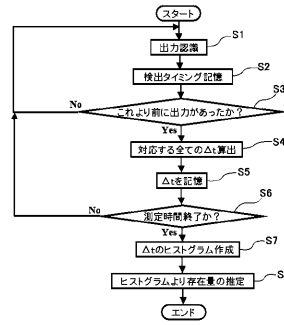 スタート
S1
出力認識
S2
検出タイミング記憶
S3
No
これより前に出力があったか？
Yes
S4
対応する全てのΔt算出
S5
Δtを記憶
S6
No
測定時間終了か？
Yes
S7
Δtのヒストグラム作成
S
ヒストグラムより存在量の推定
エンド